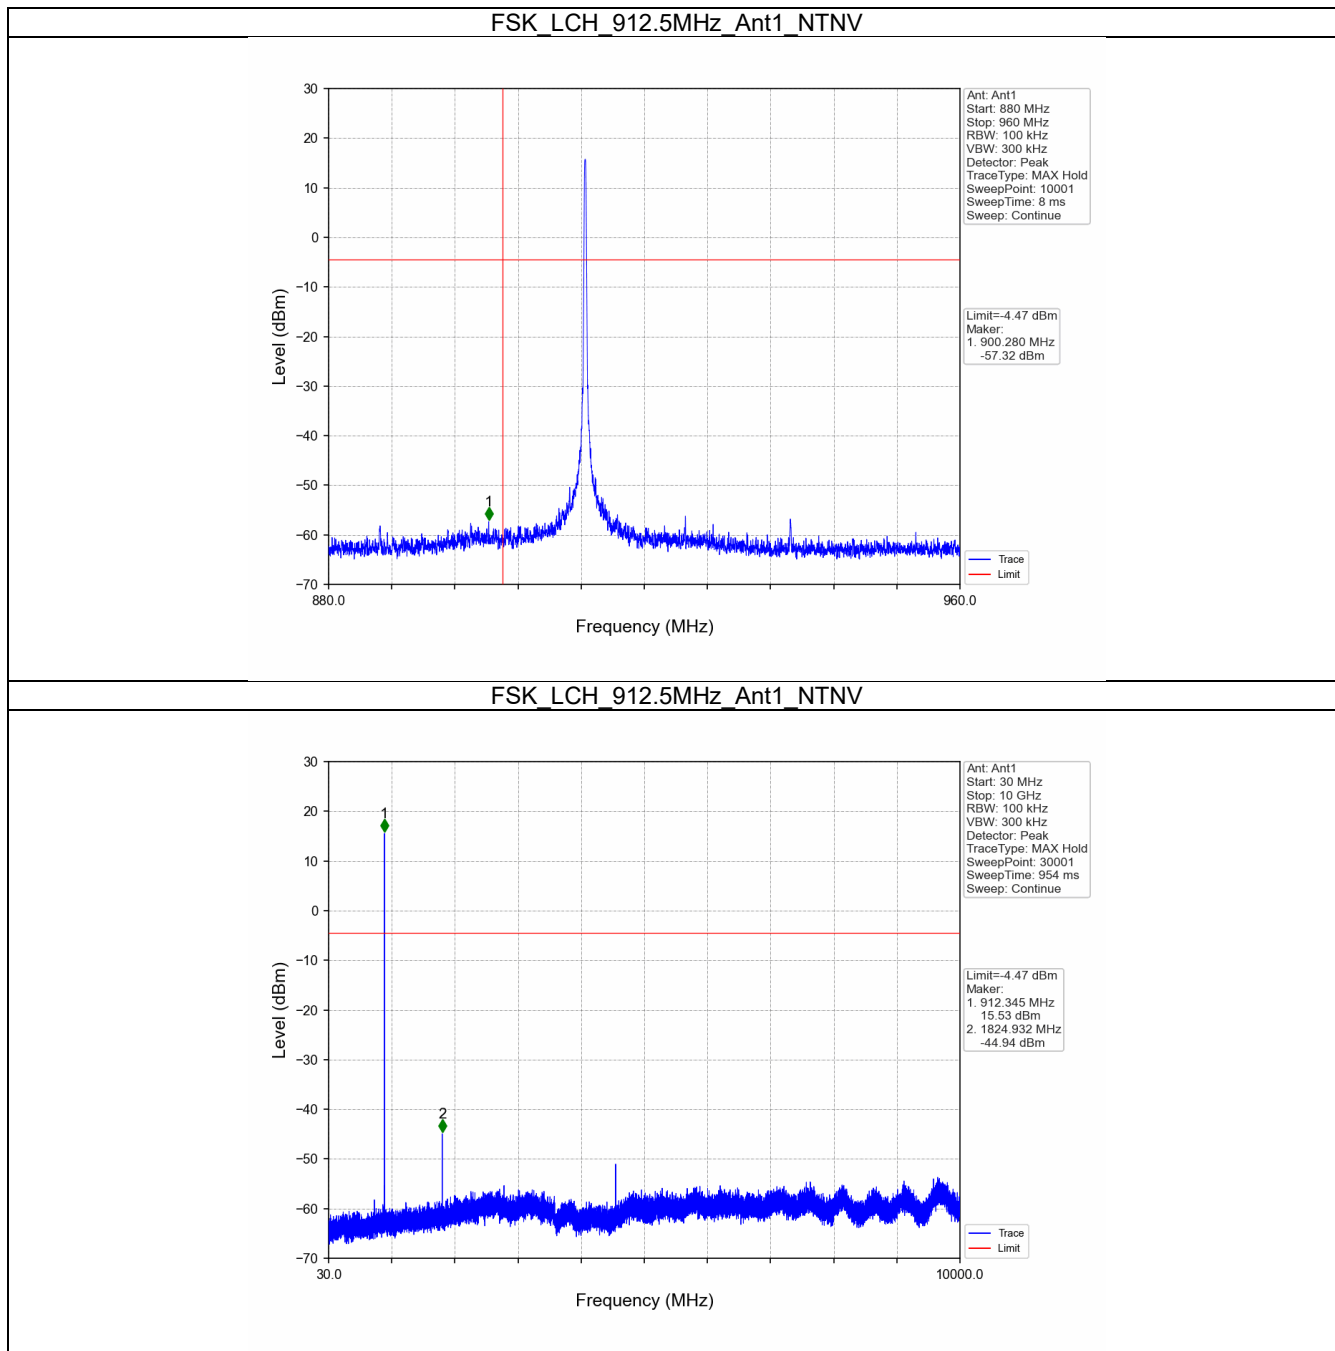 FSK_LCH_912.5MHz_Ant1_NTNV
30
20
10
0
−10
−20
−30
−40
−50
−60
−70
Level (dBm)
1
880.0
960.0
Frequency (MHz)
Ant: Ant1
Start: 880 MHz
Stop: 960 MHz
RBW: 100 kHz
VBW: 300 kHz
Detector: Peak
TraceType: MAX Hold
SweepPoint: 10001
SweepTime: 8 ms
Sweep: Continue
Limit=-4.47 dBm
Maker:
1. 900.280 MHz
-57.32 dBm
Trace
Limit
FSK_LCH_912.5MHz_Ant1_NTNV
30
20
10
0
−10
−20
−30
−40
−50
−60
−70
Level (dBm)
1
2
30.0
10000.0
Frequency (MHz)
Ant: Ant1
Start: 30 MHz
Stop: 10 GHz
RBW: 100 kHz
VBW: 300 kHz
Detector: Peak
TraceType: MAX Hold
SweepPoint: 30001
SweepTime: 954 ms
Sweep: Continue
Limit=-4.47 dBm
Maker:
1. 912.345 MHz
15.53 dBm
2. 1824.932 MHz
-44.94 dBm
Trace
Limit